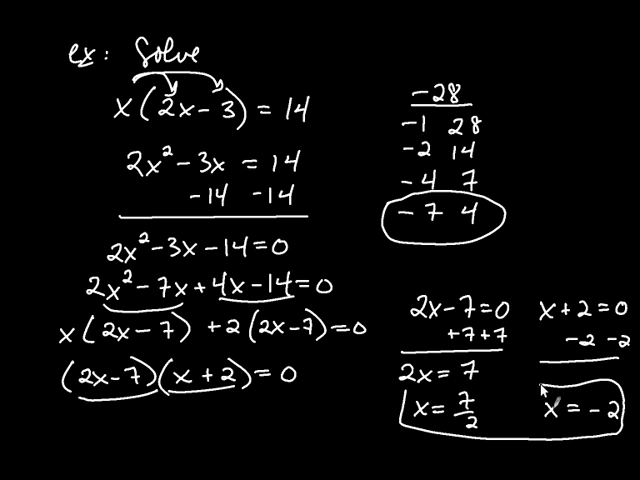 ex: Solve
x(2x-3) = 14
2x² - 3x = 14
-14 -14
2x² - 3x - 14 = 0
2x² - 7x + 4x - 14 = 0
x(2x - 7) + 2(2x - 7) = 0
(2x - 7)(x + 2) = 0
-28
-1 28
-2 14
-4 7
-7 4
2x - 7 = 0
+7 +7
2x = 7
x = 7/2
x + 2 = 0
-2 -2
x = -2